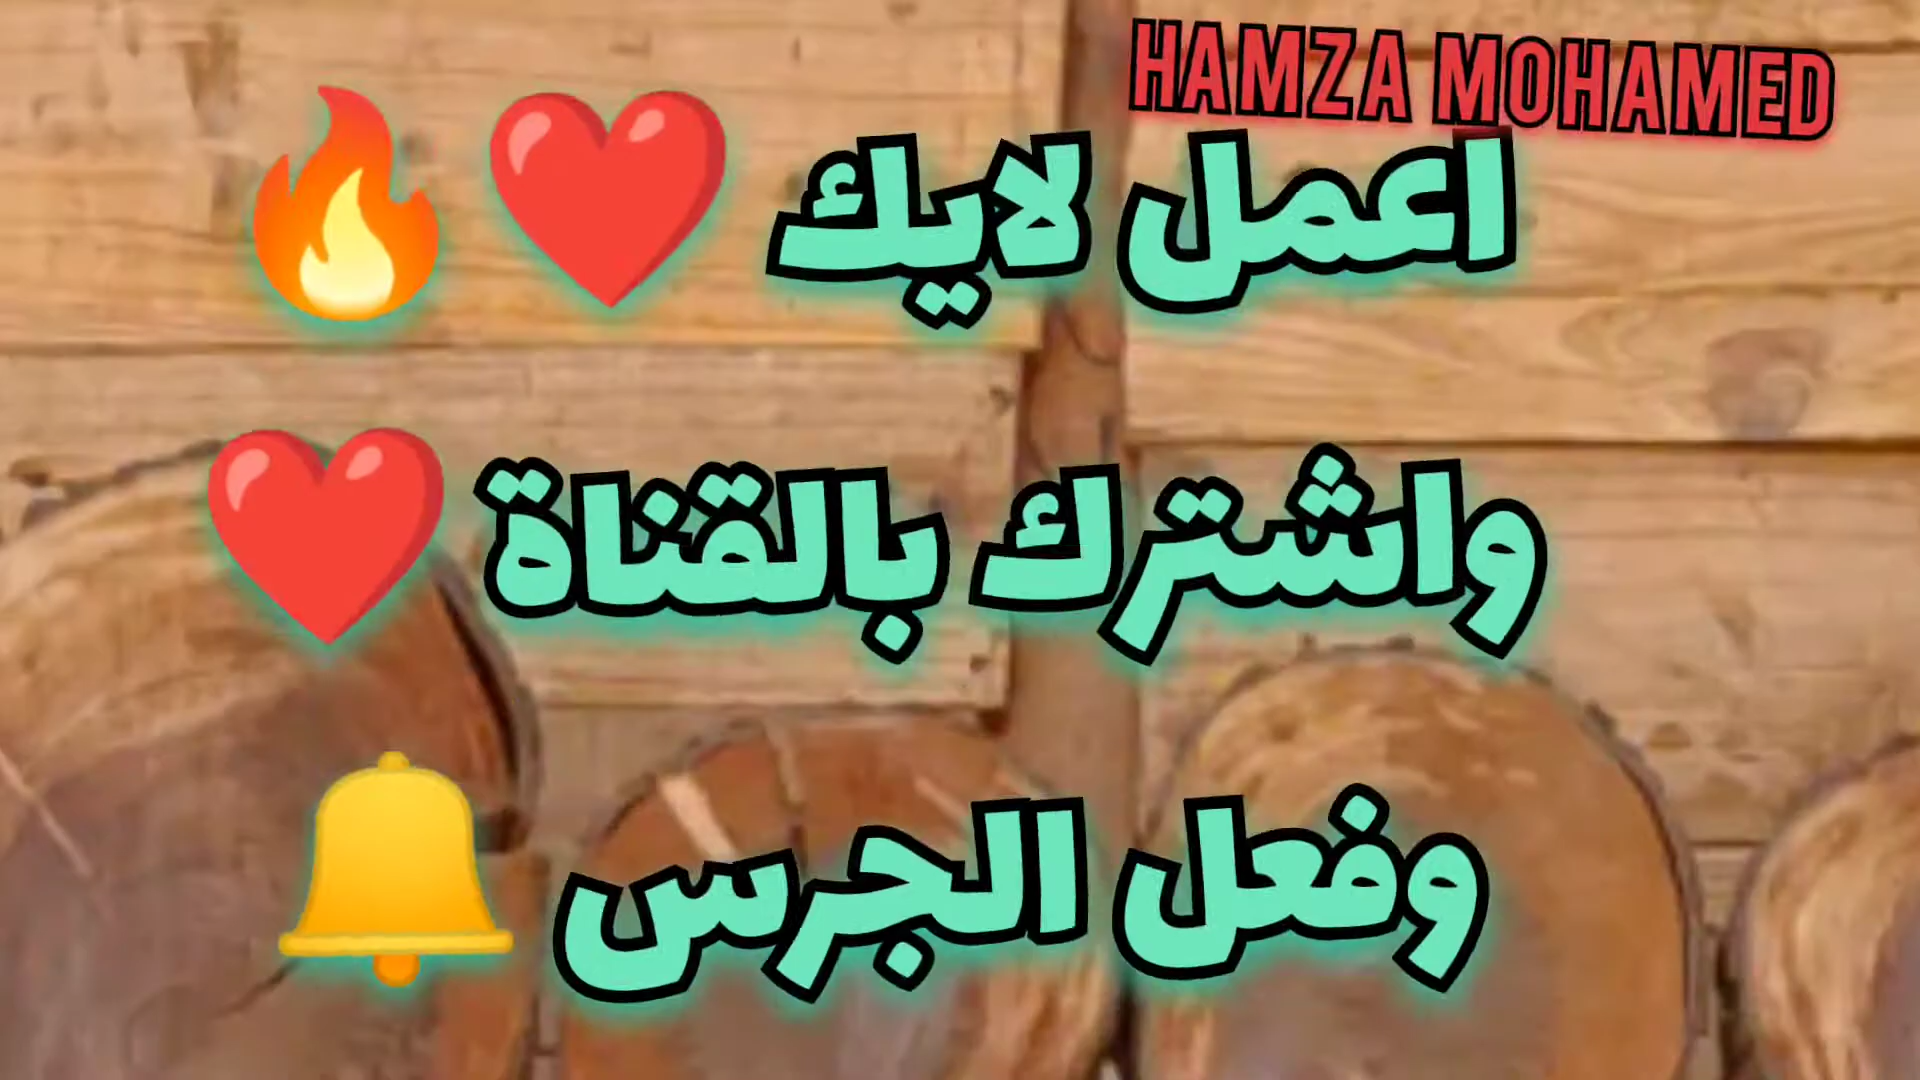 HAMZA MOHAMED
اعمل لايك ❤️🔥
واشترك بالقناة ❤️
وفعل الجرس 🔔